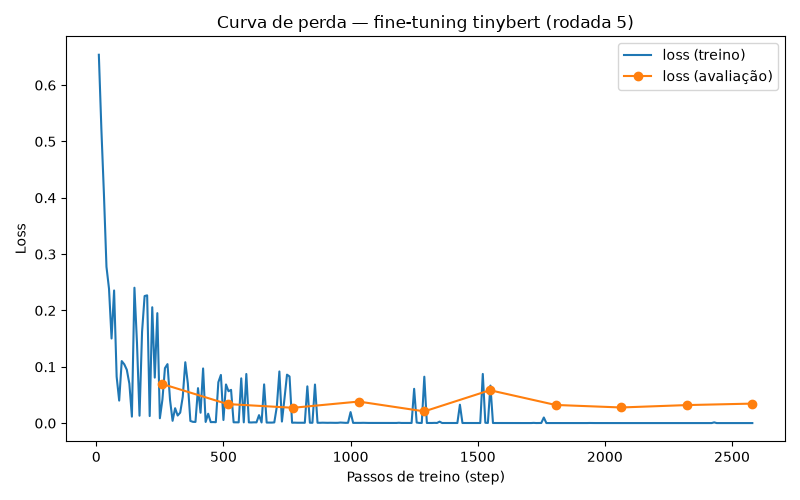 Curva de perda — fine-tuning tinybert (rodada 5)
loss (treino)
loss (avaliação)
Loss
0.6
0.5
0.4
0.3
0.2
0.1
0.0
0 500 1000 1500 2000 2500
Passos de treino (step)